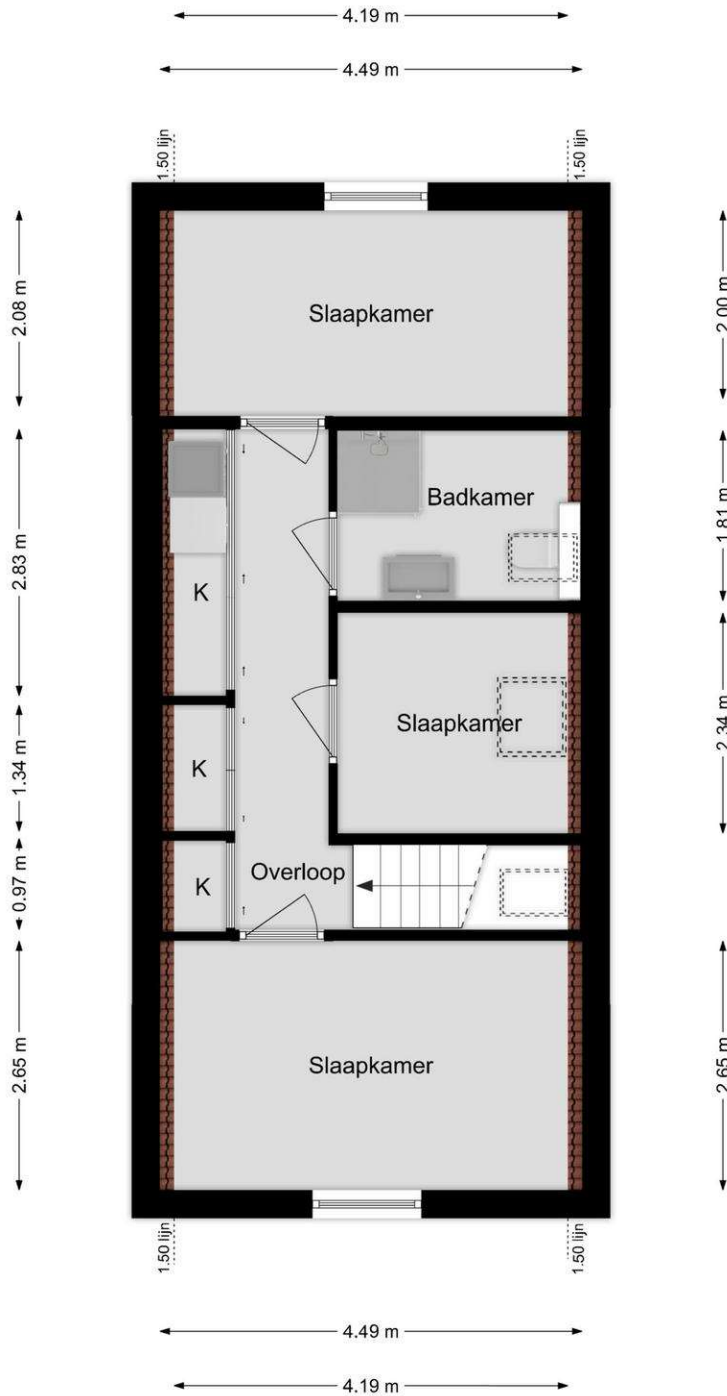 4.19 m
4.49 m
1.50 lijn
1.50 lijn
2.08 m
2.00 m
Slaapkamer
2.83 m
Badkamer
1.81 m
K
Slaapkamer
2.34 m
K
1.34 m
K
Overloop
0.97 m
Slaapkamer
2.65 m
2.65 m
1.50 lijn
1.50 lijn
4.49 m
4.19 m